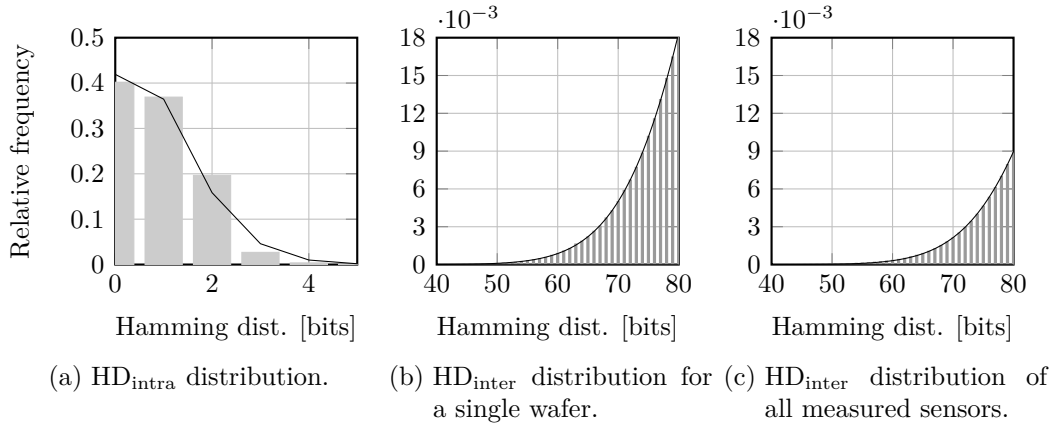 Relative frequency
0.5
0.4
0.3
0.2
0.1
0
0 2 4
Hamming dist. [bits]
(a) HDintra distribution.
·10−3
18
15
12
9
6
3
0
40 50 60 70 80
Hamming dist. [bits]
(b) HDinter distribution for
a single wafer.
·10−3
18
15
12
9
6
3
0
40 50 60 70 80
Hamming dist. [bits]
(c) HDinter distribution of
all measured sensors.